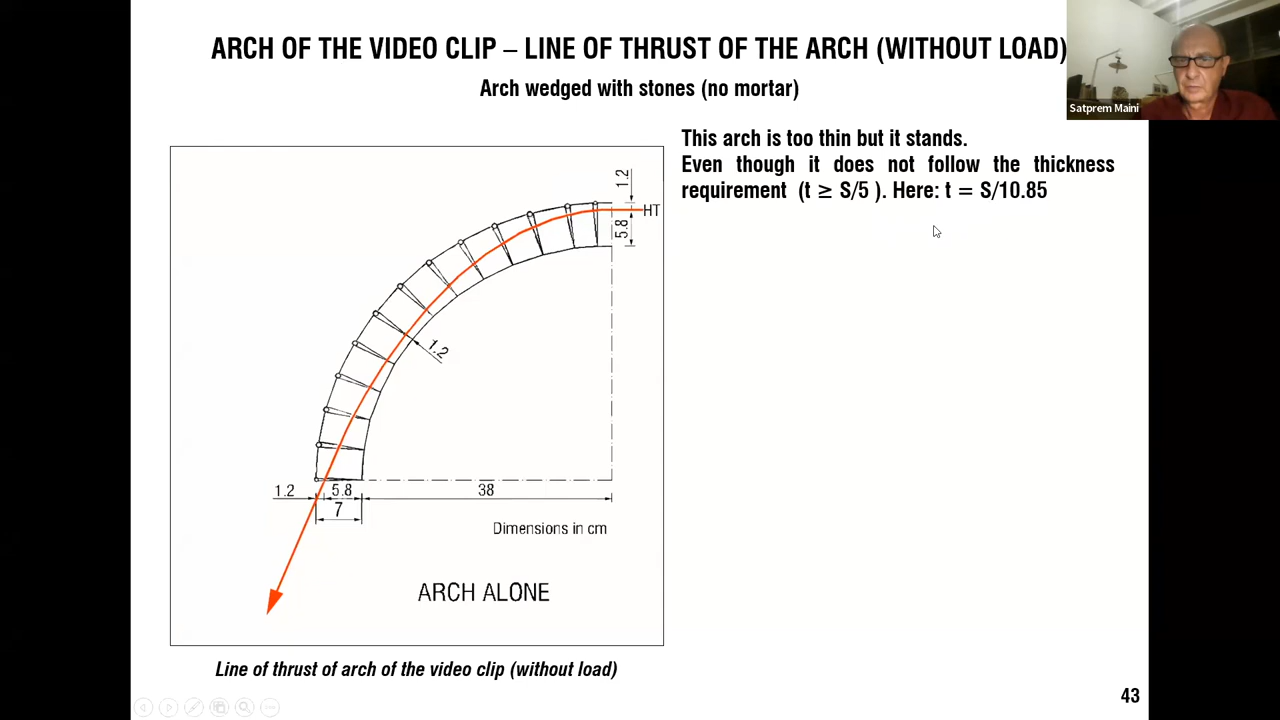 ARCH OF THE VIDEO CLIP – LINE OF THRUST OF THE ARCH (WITHOUT LOAD)
Arch wedged with stones (no mortar)
Satprem Maini
This arch is too thin but it stands.
Even though it does not follow the thickness
requirement (t ≥ S/5 ). Here: t = S/10.85
1.2
HT
5.8
1.2
1.2
5.8
38
7
Dimensions in cm
ARCH ALONE
Line of thrust of arch of the video clip (without load)
43